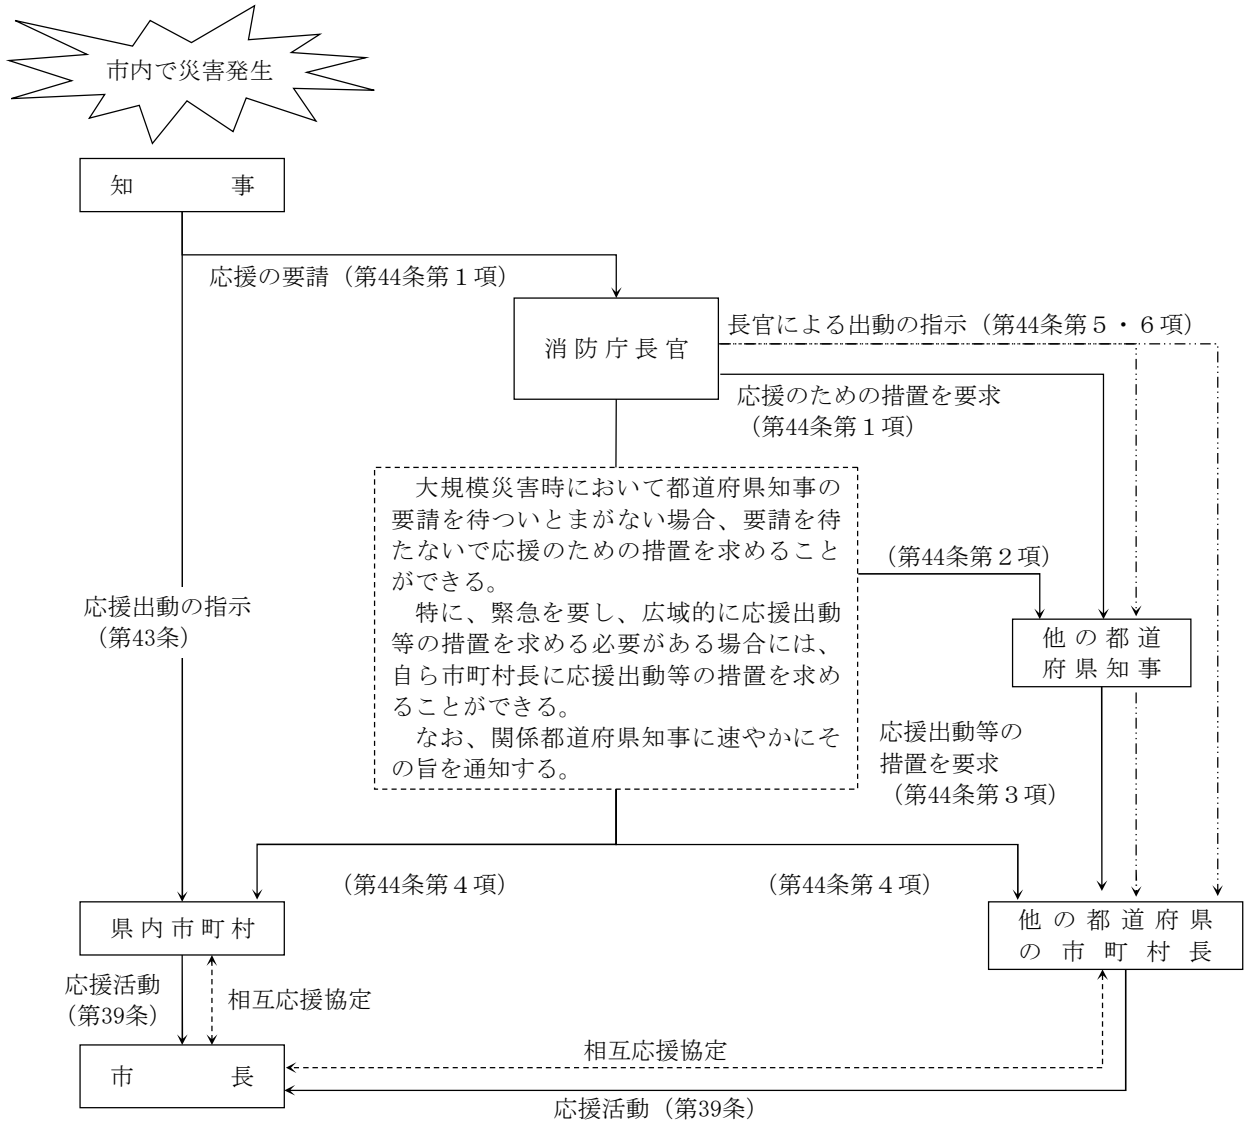 市内で災害発生
知　　　　事
応援の要請（第44条第１項）
消防庁長官
長官による出動の指示（第44条第５・６項）
応援のための措置を要求
（第44条第１項）
大規模災害時において都道府県知事の
要請を待ついとまがない場合、要請を待
たないで応援のための措置を求めること
ができる。
特に、緊急を要し、広域的に応援出動
等の措置を求める必要がある場合には、
自ら市町村長に応援出動等の措置を求め
ることができる。
なお、関係都道府県知事に速やかにそ
の旨を通知する。
（第44条第２項）
応援出動の指示
（第43条）
他の都道
府県知事
応援出動等の
措置を要求
（第44条第３項）
（第44条第４項）
（第44条第４項）
県内市町村
他の都道府県
の市町村長
応援活動
（第39条）
相互応援協定
相互応援協定
市　　　　長
応援活動（第39条）